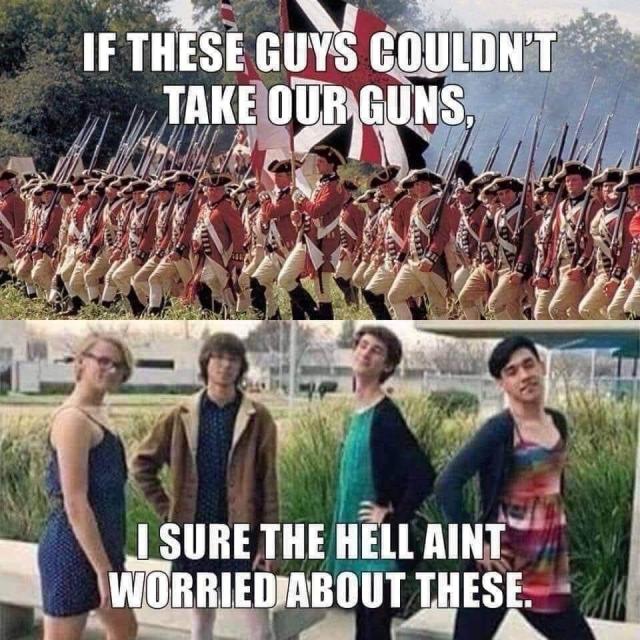 IF THESE GUYS COULDN'T
TAKE OUR GUNS,
I SURE THE HELL AINT
WORRIED ABOUT THESE.